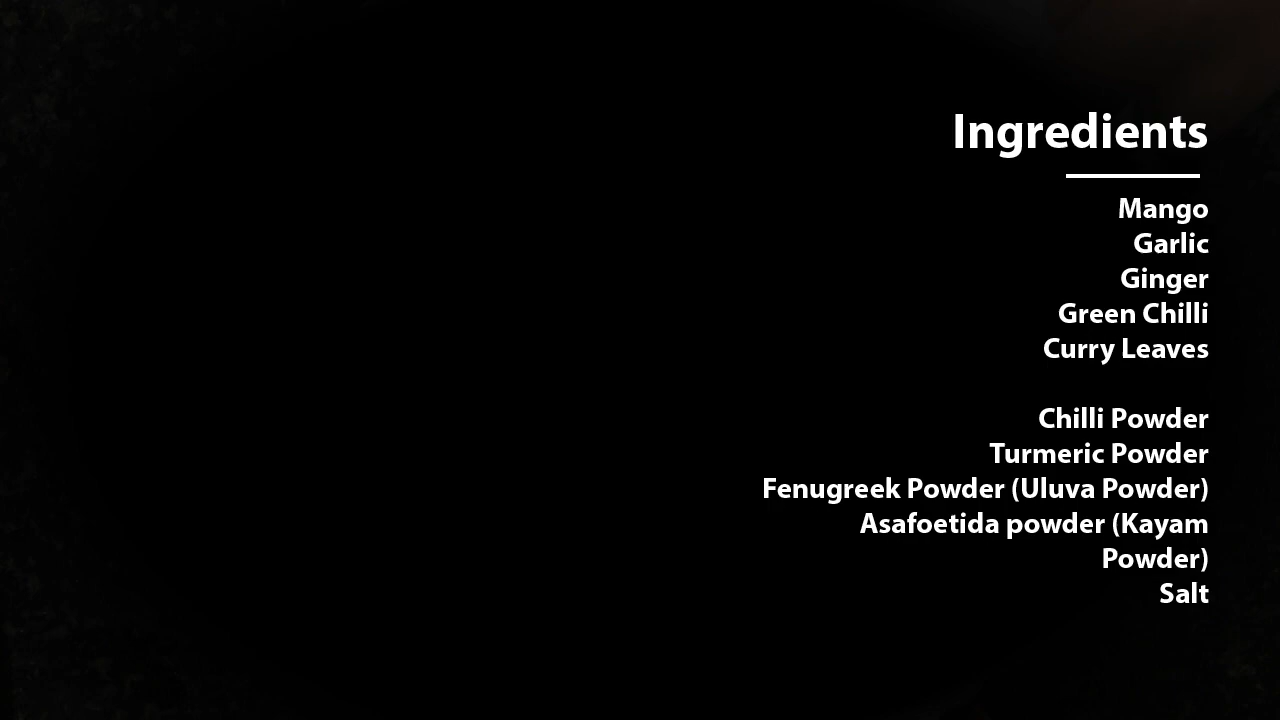 Ingredients
Mango
Garlic
Ginger
Green Chilli
Curry Leaves
Chilli Powder
Turmeric Powder
Fenugreek Powder (Uluva Powder)
Asafoetida powder (Kayam
Powder)
Salt